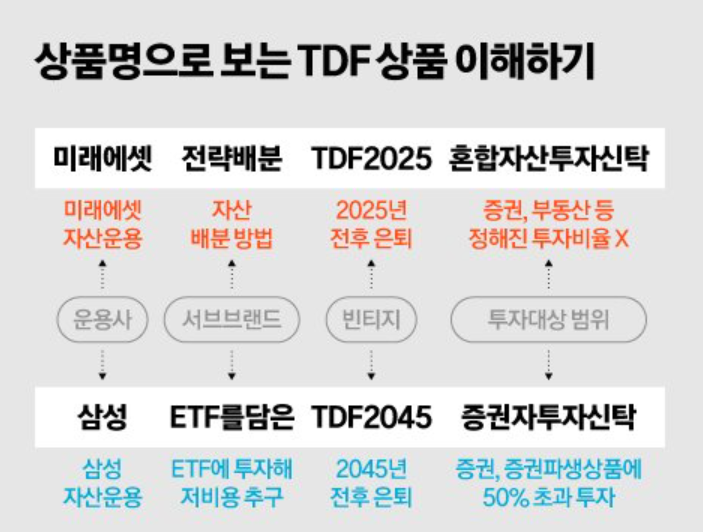 상품명으로 보는 TDF 상품 이해하기
미래에셋 전략배분 TDF2025 혼합자산투자신탁
미래에셋 자산 2025년 증권, 부동산 등
자산운용 배분 방법 전후 은퇴 정해진 투자비율 X
운용사 서브브랜드 빈티지 투자대상 범위
삼성 ETF를담은 TDF2045 증권자투자신탁
삼성 ETF에 투자해 2045년 증권, 증권파생상품에
자산운용 저비용 추구 전후 은퇴 50% 초과 투자